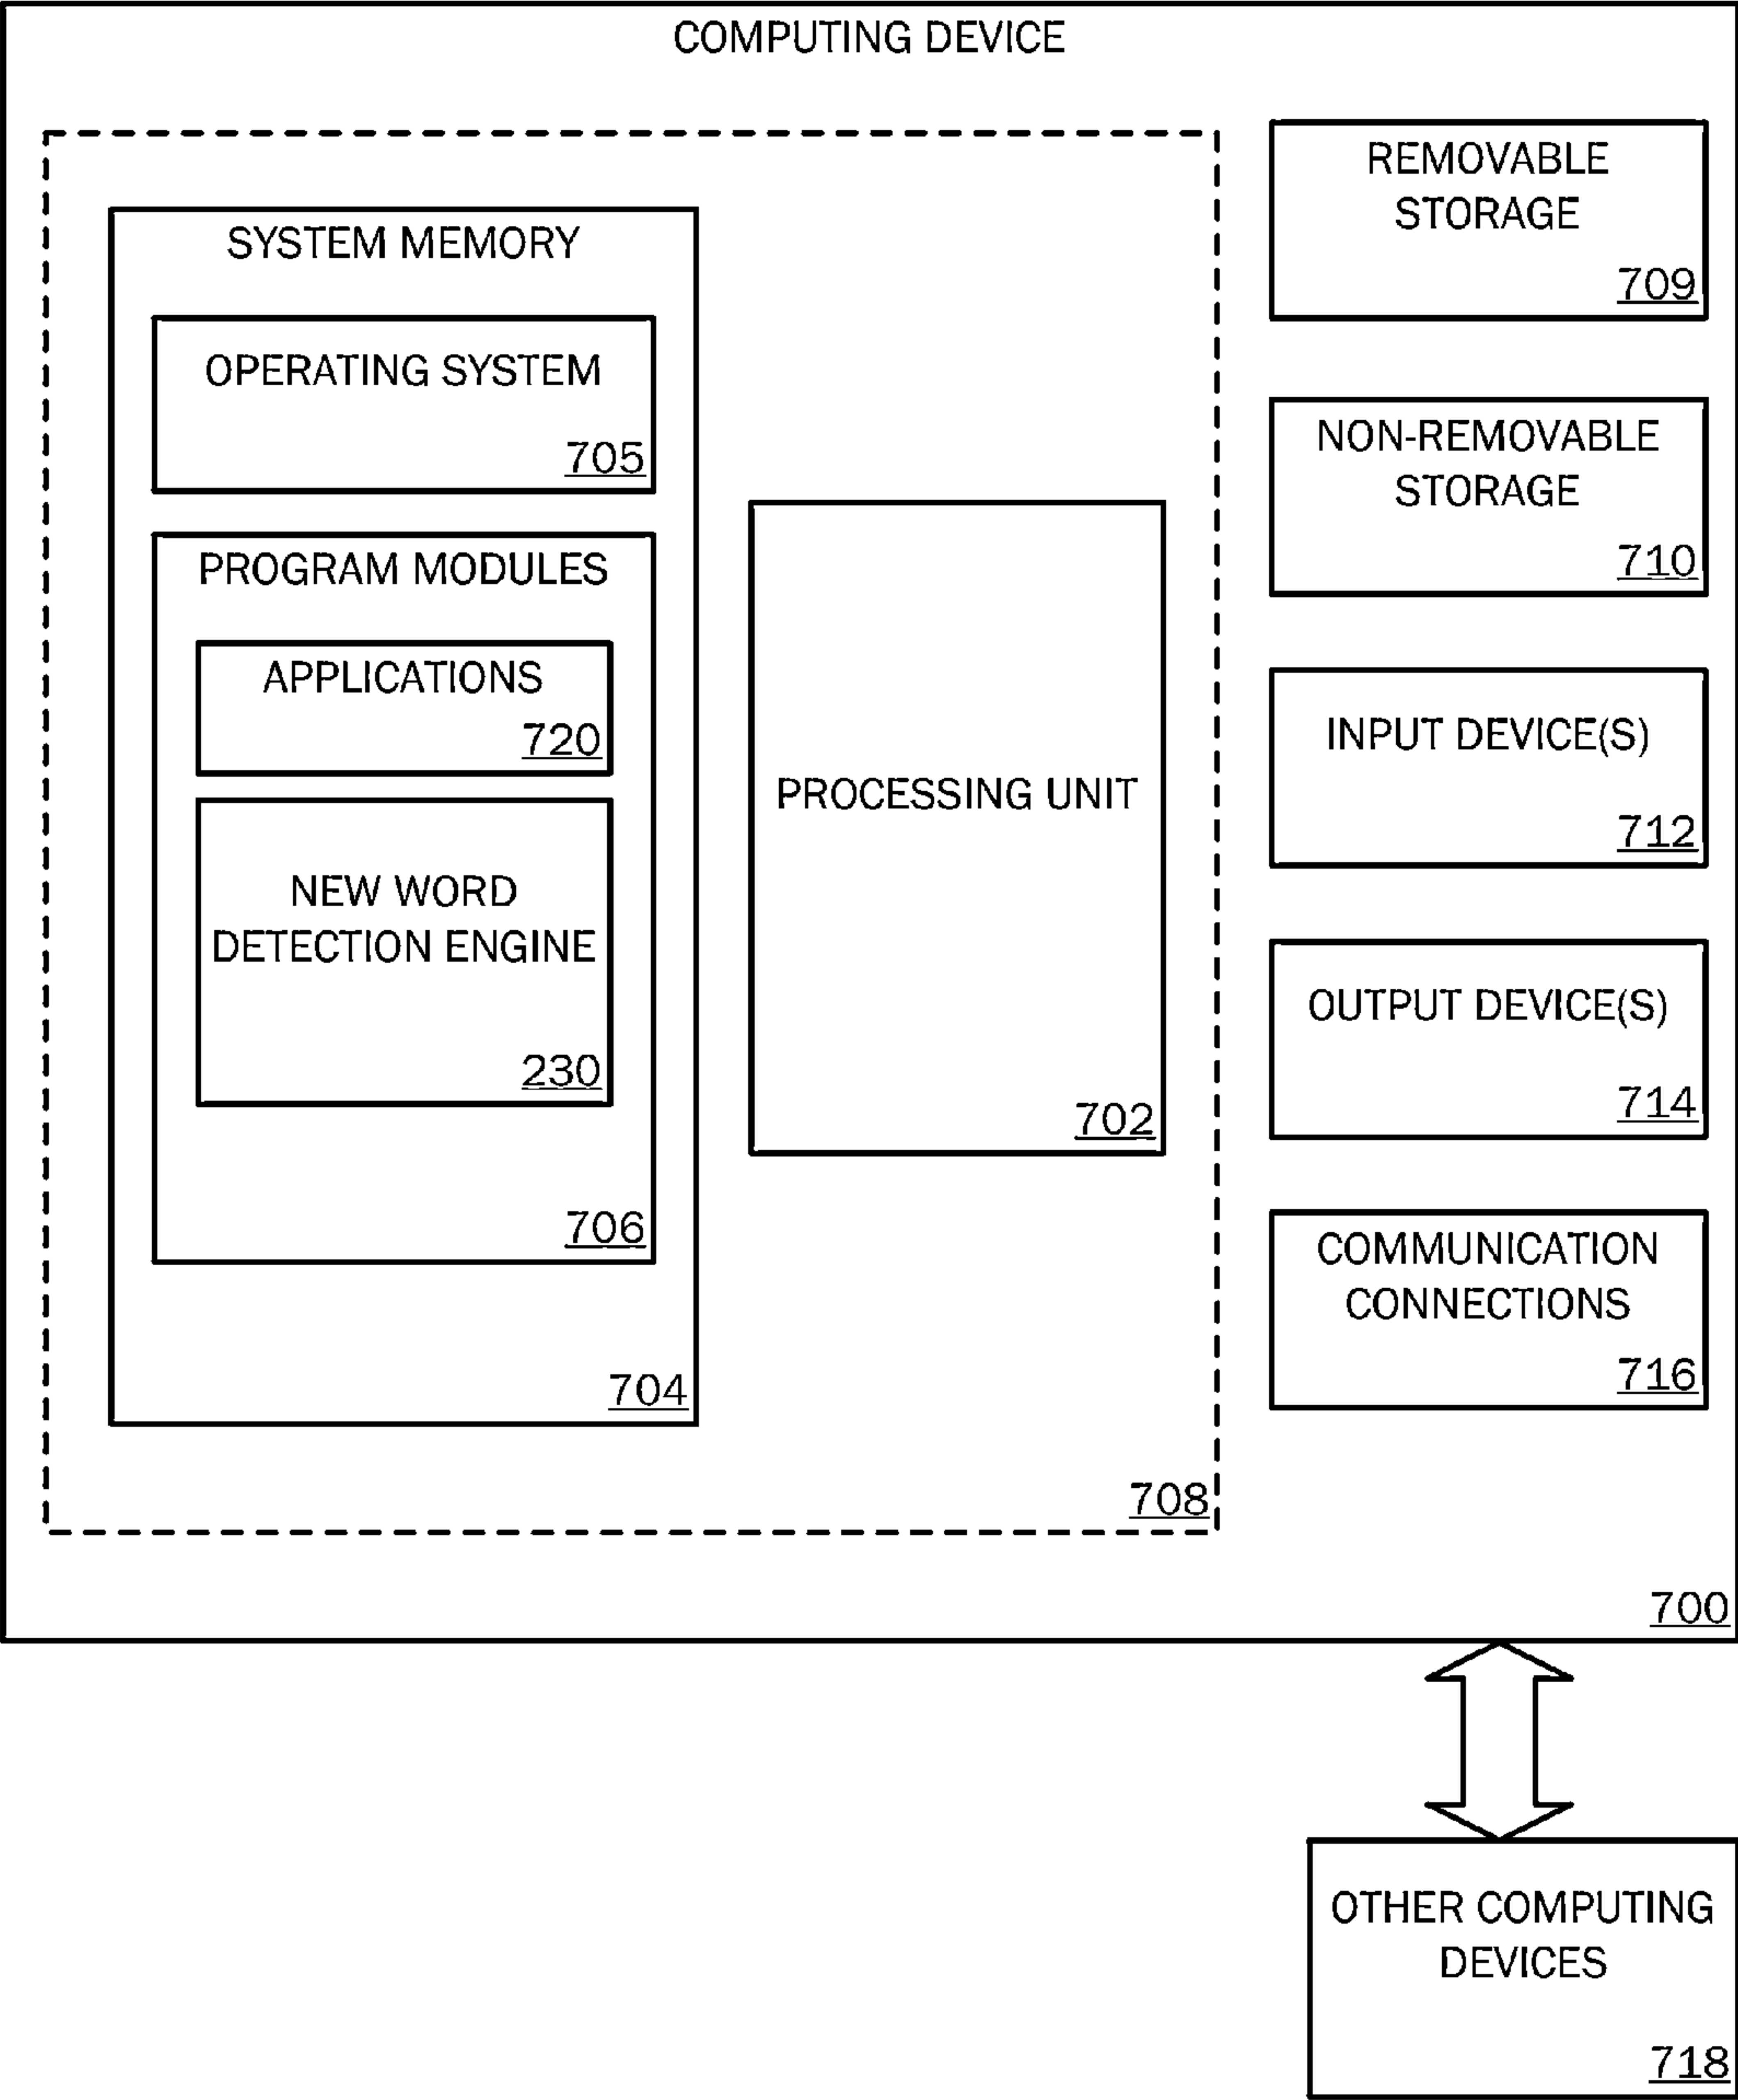 COMPUTING DEVICE
SYSTEM MEMORY
OPERATING SYSTEM
705
PROGRAM MODULES
APPLICATIONS
720
NEW WORD
DETECTION ENGINE
230
706
704
PROCESSING UNIT
702
708
REMOVABLE
STORAGE
709
NON-REMOVABLE
STORAGE
710
INPUT DEVICE(S)
712
OUTPUT DEVICE(S)
714
COMMUNICATION
CONNECTIONS
716
700
OTHER COMPUTING
DEVICES
718